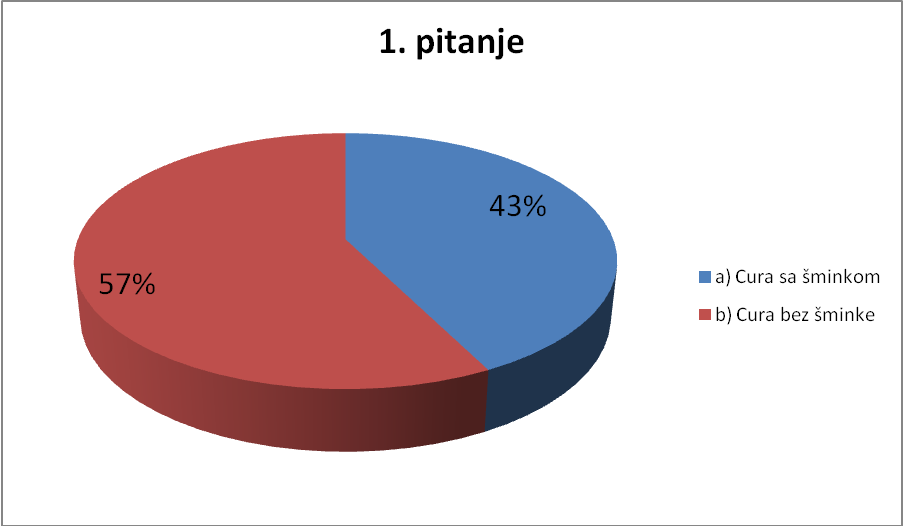 1. pitanje
43%
57%
a) Cura sa šminkom
b) Cura bez šminke